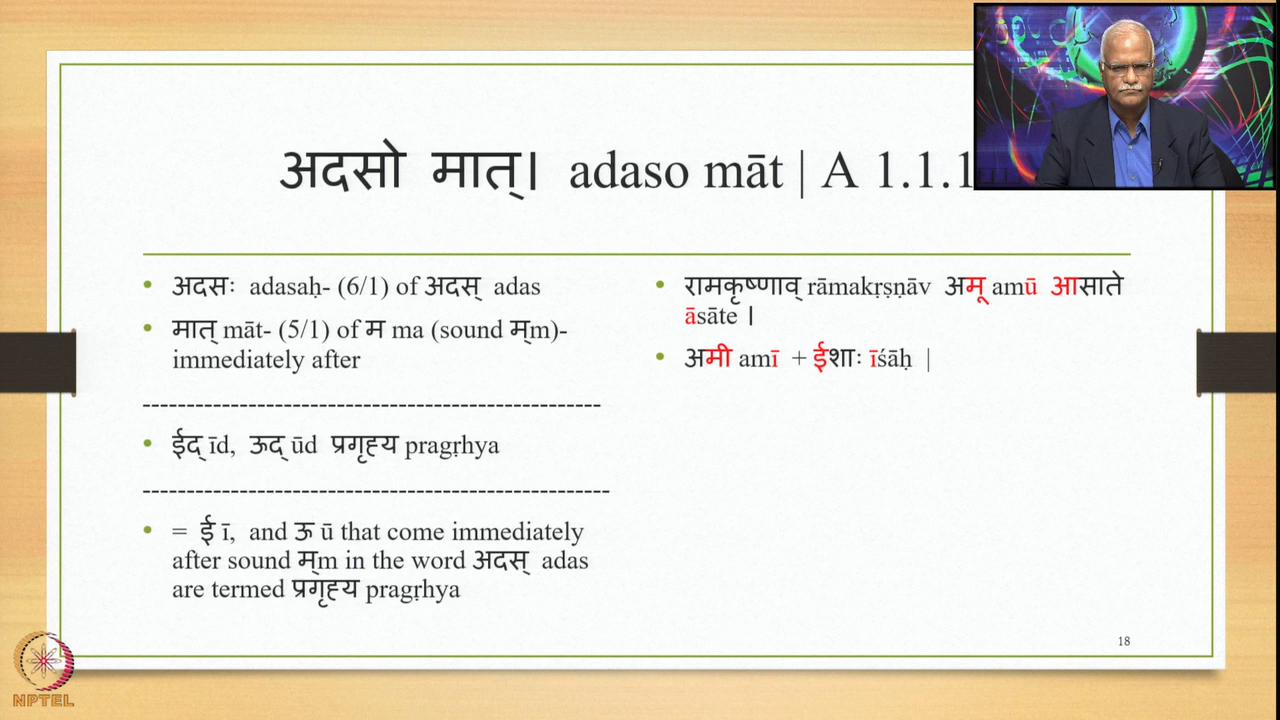 अदसो मात्। adaso māt | A 1.1.1
• अदसः adasaḥ- (6/1) of अदस् adas
• मात् māt- (5/1) of म ma (sound म्m)-
immediately after
--------------------------------------------------
• ईद् īd, ऊद् ūd प्रगृह्य pragṛhya
---------------------------------------------------
• = ई ī, and ऊ ū that come immediately
after sound म्m in the word अदस् adas
are termed प्रगृह्य pragṛhya
• रामकृष्णाव् rāmakṛṣṇāv अमू amū आसाते
āsāte ।
• अमी amī + ईशाः īśāḥ |
18
NPTEL